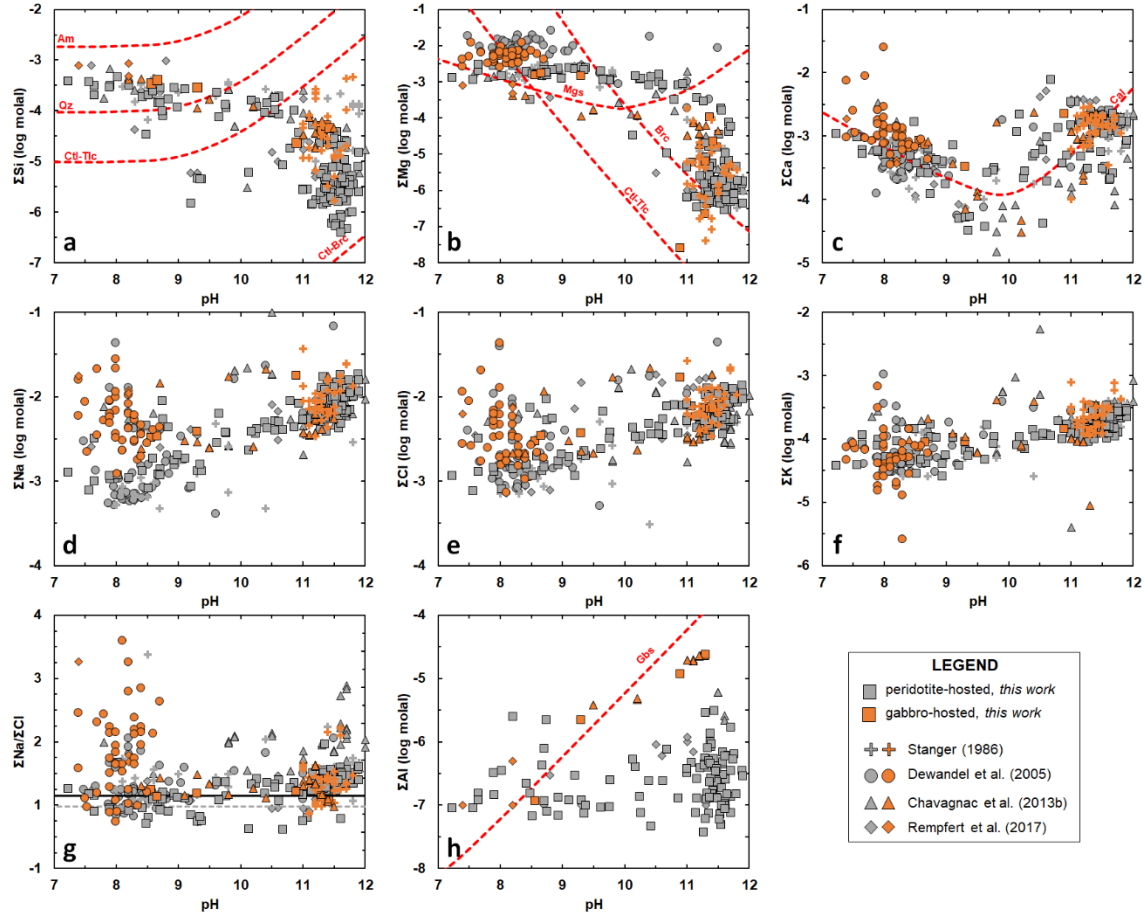 -2
-3
-4
-5
-6
-7
ΣSi (log molal)
Am
Qz
Ctl-Tlc
Ctl-Brc
a
7 8 9 10 11 12
pH
-1
-2
-3
-4
-5
-6
-7
-8
ΣMg (log molal)
Mgs
Brc
Ctl-Tlc
b
7 8 9 10 11 12
pH
-1
-2
-3
-4
-5
ΣCa (log molal)
Cal
c
7 8 9 10 11 12
pH
-1
-2
-3
-4
ΣNa (log molal)
d
7 8 9 10 11 12
pH
-1
-2
-3
-4
ΣCl (log molal)
e
7 8 9 10 11 12
pH
-1
-2
-3
-4
-5
-6
ΣK (log molal)
f
7 8 9 10 11 12
pH
4
3
2
1
-1
ΣNa/ΣCl
g
7 8 9 10 11 12
pH
-4
-5
-6
-7
-8
ΣAl (log molal)
Gbs
h
7 8 9 10 11 12
pH
LEGEND
peridotite-hosted, this work
gabbro-hosted, this work
Stanger (1986)
Dewandel et al. (2005)
Chavagnac et al. (2013b)
Rempfert et al. (2017)